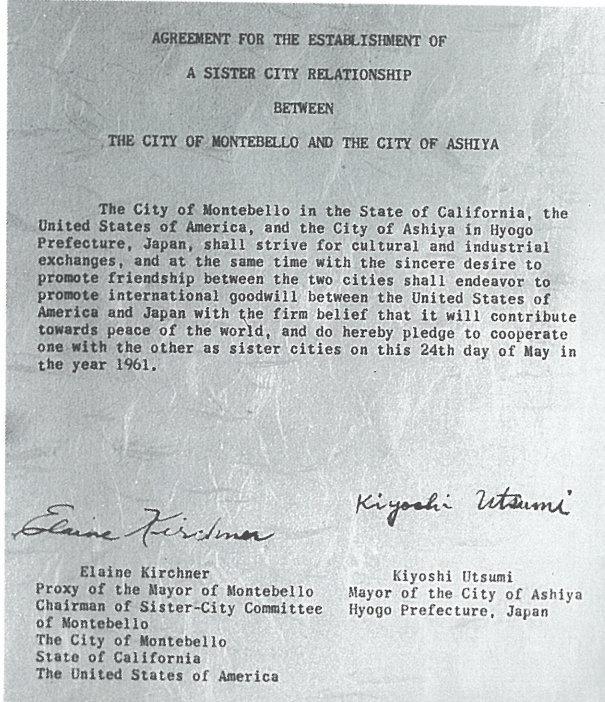 AGREEMENT FOR THE ESTABLISHMENT OF
A SISTER CITY RELATIONSHIP
BETWEEN
THE CITY OF MONTEBELLO AND THE CITY OF ASHIYA
The City of Montebello in the State of California, the
United States of America, and the City of Ashiya in Hyogo
Prefecture, Japan, shall strive for cultural and industrial
exchanges, and at the same time with the sincere desire to
promote friendship between the two cities shall endeavor to
promote international goodwill between the United States of
America and Japan with the firm belief that it will contribute
towards peace of the world, and do hereby pledge to cooperate
one with the other as sister cities on this 24th day of May in
the year 1961.
Elaine Kirchner
Elaine Kirchner
Proxy of the Mayor of Montebello
Chairman of Sister-City Committee
of Montebello
The City of Montebello
State of California
The United States of America
Kiyoshi Utsumi
Kiyoshi Utsumi
Mayor of the City of Ashiya
Hyogo Prefecture, Japan